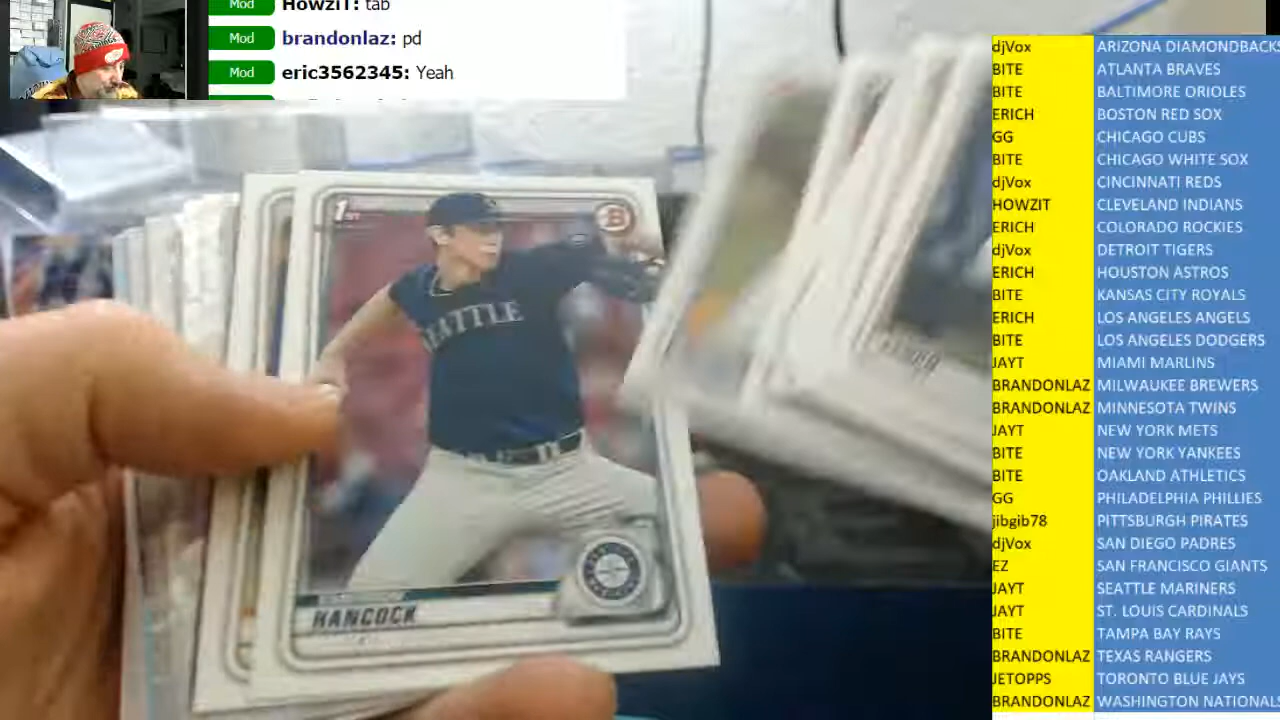 Mod HowziT: tab
Mod brandonlaz: pd
Mod eric3562345: Yeah
djVox ARIZONA DIAMONDBACKS
BITE ATLANTA BRAVES
BITE BALTIMORE ORIOLES
ERICH BOSTON RED SOX
GG CHICAGO CUBS
BITE CHICAGO WHITE SOX
djVox CINCINNATI REDS
HOWZIT CLEVELAND INDIANS
ERICH COLORADO ROCKIES
djVox DETROIT TIGERS
ERICH HOUSTON ASTROS
BITE KANSAS CITY ROYALS
ERICH LOS ANGELES ANGELS
BITE LOS ANGELES DODGERS
JAYT MIAMI MARLINS
BRANDONLAZ MILWAUKEE BREWERS
BRANDONLAZ MINNESOTA TWINS
JAYT NEW YORK METS
BITE NEW YORK YANKEES
BITE OAKLAND ATHLETICS
GG PHILADELPHIA PHILLIES
jibgib78 PITTSBURGH PIRATES
djVox SAN DIEGO PADRES
EZ SAN FRANCISCO GIANTS
JAYT SEATTLE MARINERS
JAYT ST. LOUIS CARDINALS
BITE TAMPA BAY RAYS
BRANDONLAZ TEXAS RANGERS
JETOPPS TORONTO BLUE JAYS
BRANDONLAZ WASHINGTON NATIONALS
1ST
B
SEATTLE
HANCOCK